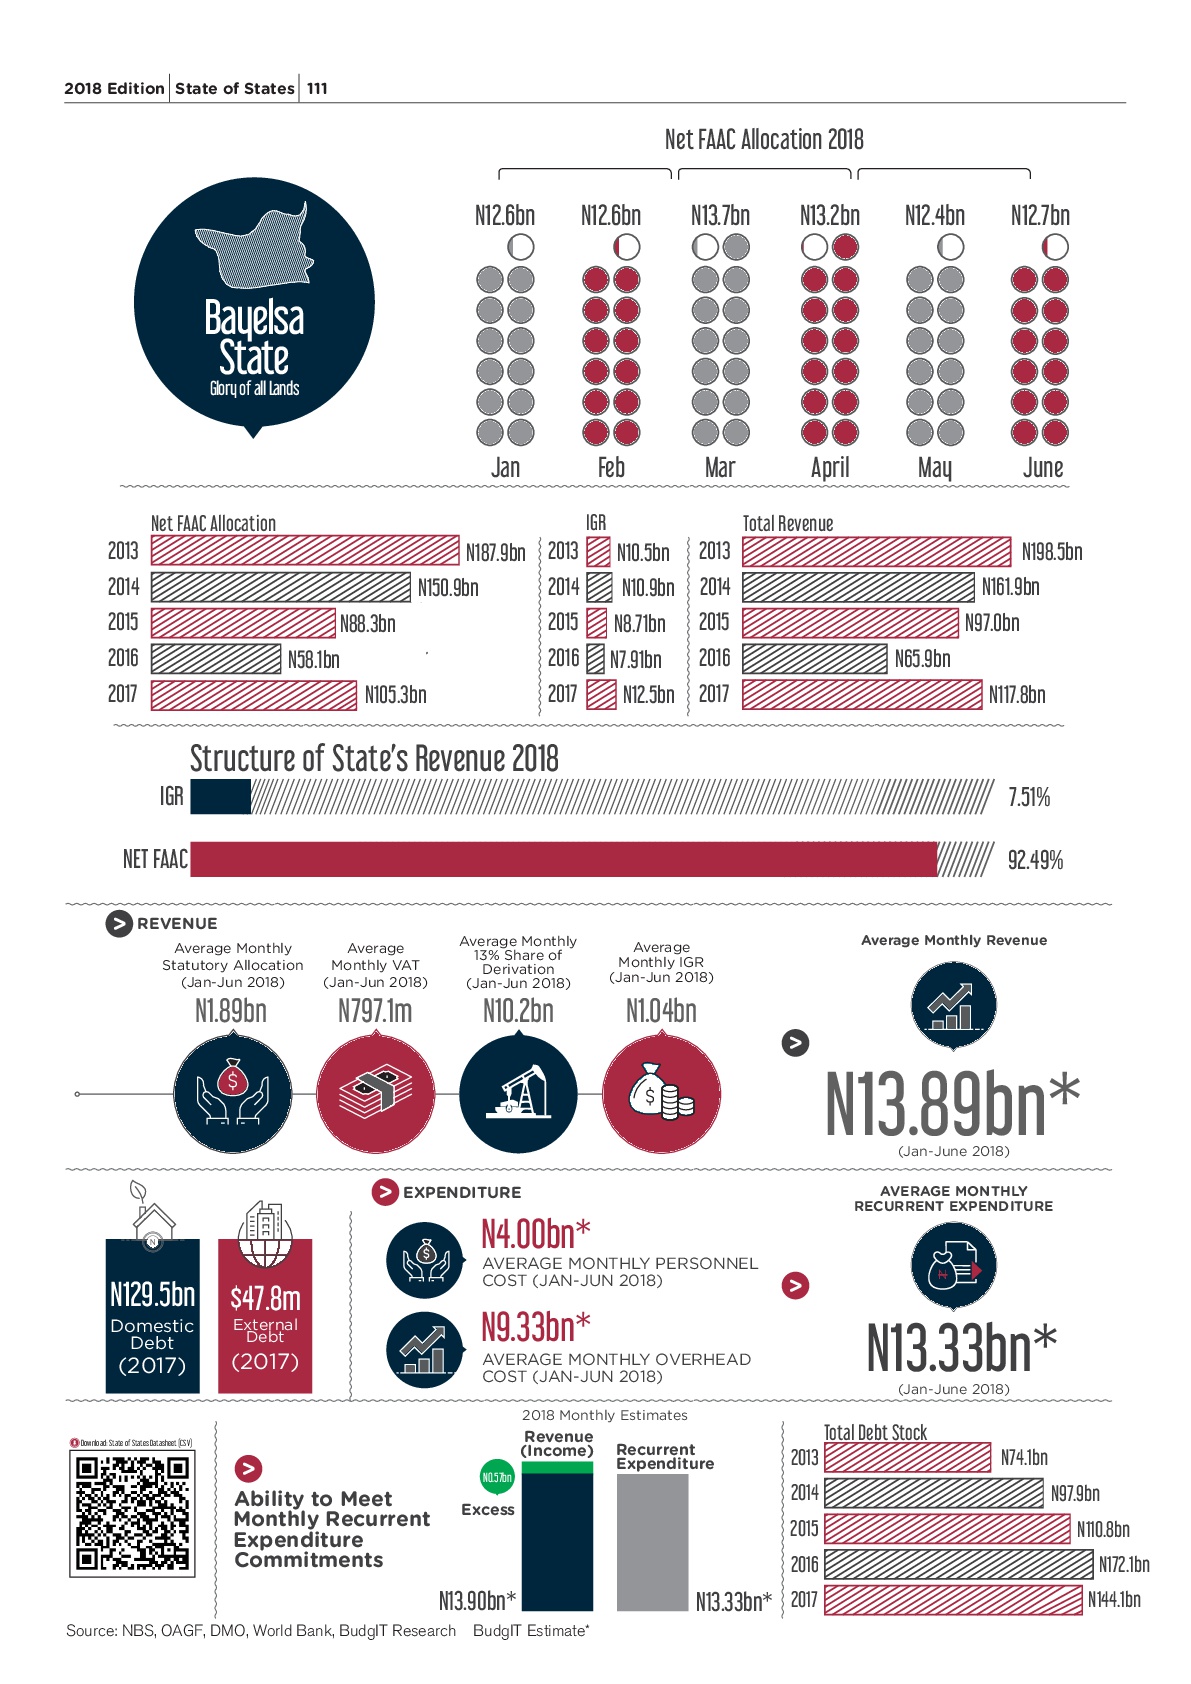 2018 Edition State of States 111
Net FAAC Allocation 2018
N12.6bn N12.6bn N13.7bn N13.2bn N12.4bn N12.7bn
Jan Feb Mar April May June
Bayelsa
State
Glory of all Lands
Net FAAC Allocation
2013 N187.9bn
2014 N150.9bn
2015 N88.3bn
2016 N58.1bn
2017 N105.3bn
IGR
2013 N10.5bn
2014 N10.9bn
2015 N8.71bn
2016 N7.91bn
2017 N12.5bn
Total Revenue
2013 N198.5bn
2014 N161.9bn
2015 N97.0bn
2016 N65.9bn
2017 N117.8bn
Structure of State's Revenue 2018
IGR 7.51%
NET FAAC 92.49%
> REVENUE
Average Monthly
Statutory Allocation
(Jan-Jun 2018)
N1.89bn
$
Average
Monthly VAT
(Jan-Jun 2018)
N797.1m
Average Monthly
13% Share of
Derivation
(Jan-Jun 2018)
N10.2bn
Average
Monthly IGR
(Jan-Jun 2018)
N1.04bn
$
>
Average Monthly Revenue
N13.89bn*
(Jan-June 2018)
N
N129.5bn
Domestic
Debt
(2017)
$47.8m
External
Debt
(2017)
> EXPENDITURE
$
N4.00bn*
AVERAGE MONTHLY PERSONNEL
COST (JAN-JUN 2018)
N9.33bn*
AVERAGE MONTHLY OVERHEAD
COST (JAN-JUN 2018)
>
AVERAGE MONTHLY
RECURRENT EXPENDITURE
N
N13.33bn*
(Jan-June 2018)
Download: State of States Datasheet (CSV)
>
Ability to Meet
Monthly Recurrent
Expenditure
Commitments
2018 Monthly Estimates
Revenue
(Income)
Recurrent
Expenditure
N0.57bn
Excess
N13.90bn*
N13.33bn*
Total Debt Stock
2013 N74.1bn
2014 N97.9bn
2015 N110.8bn
2016 N172.1bn
2017 N144.1bn
Source: NBS, OAGF, DMO, World Bank, BudgIT Research BudgIT Estimate*